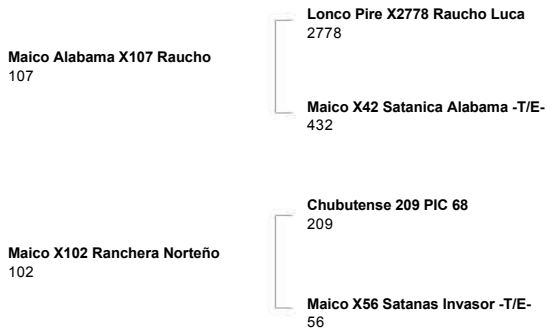 Lonco Pire X2778 Raucho Luca
2778
Maico Alabama X107 Raucho
107
Maico X42 Satanica Alabama -T/E-
432
Chubutense 209 PIC 68
209
Maico X102 Ranchera Norteño
102
Maico X56 Satanas Invasor -T/E-
56